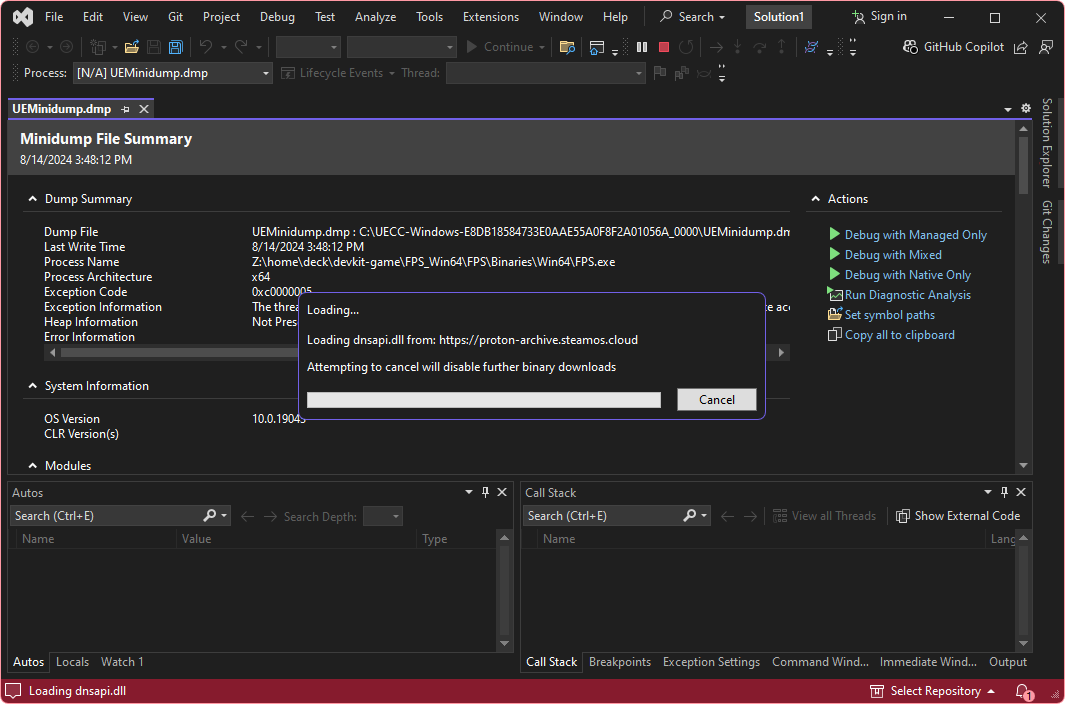 File Edit View Git Project Debug Test Analyze Tools Extensions Window Help Search Solution1 Sign in
Continue GitHub Copilot
Process: [N/A] UEMinidump.dmp Lifecycle Events Thread:
UEMinidump.dmp
Minidump File Summary
8/14/2024 3:48:12 PM
Dump Summary
Dump File UEMinidump.dmp : C:\UECC-Windows-E8DB18584733E0AAE55A0F8F2A01056A_0000\UEMinidump.dm
Last Write Time 8/14/2024 3:48:12 PM
Process Name Z:\home\deck\devkit-game\FPS_Win64\FPS\Binaries\Win64\FPS.exe
Process Architecture x64
Exception Code 0xc0000005
Exception Information The threa
Heap Information Not Pres
Error Information
Actions
Debug with Managed Only
Debug with Mixed
Debug with Native Only
Run Diagnostic Analysis
Set symbol paths
Copy all to clipboard
Loading...
Loading dnsapi.dll from: https://proton-archive.steamos.cloud
Attempting to cancel will disable further binary downloads
Cancel
System Information
OS Version 10.0.19043
CLR Version(s)
Modules
Solution Explorer
Git Changes
Autos
Search (Ctrl+E) Search Depth:
Name Value Type
Autos Locals Watch 1
Call Stack
Search (Ctrl+E) View all Threads Show External Code
Name Lang
Call Stack Breakpoints Exception Settings Command Wind... Immediate Wind... Output
Loading dnsapi.dll Select Repository 1